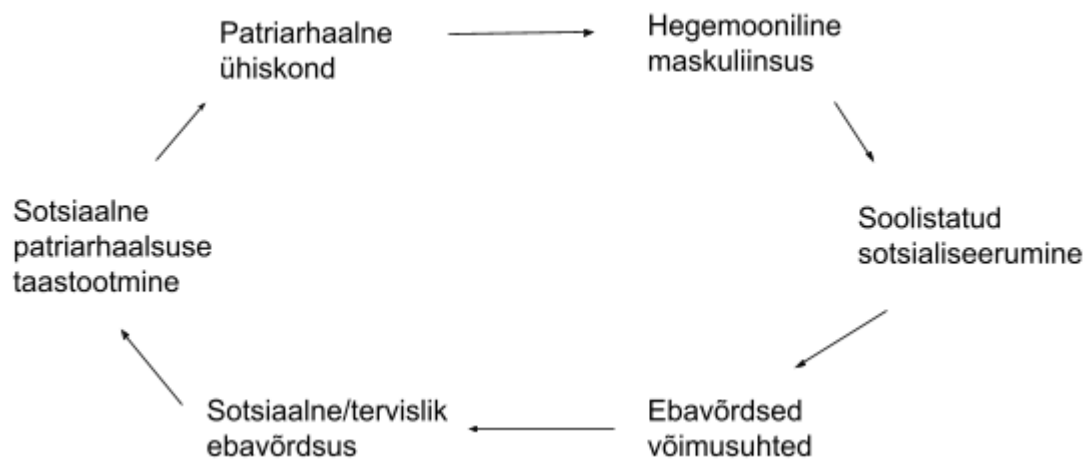 Patriarhaalne
ühiskond
Hegemooniline
maskuliinsus
Soolistatud
sotsialiseerumine
Ebavõrdsed
võimusuhted
Sotsiaalne/tervislik
ebavõrdsus
Sotsiaalne
patriarhaalsuse
taastootmine